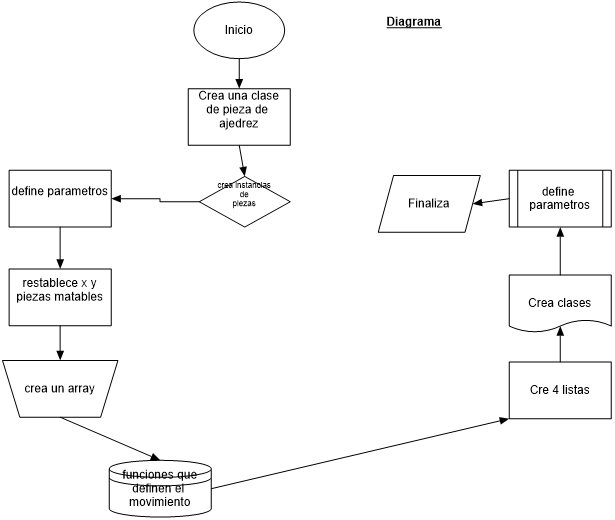 Diagrama
Inicio
Crea una clase
de pieza de
ajedrez
crea instancias
de
piezas
define parametros
restablece x y
piezas matables
crea un array
funciones que
definen el
movimiento
Cre 4 listas
Crea clases
define
parametros
Finaliza